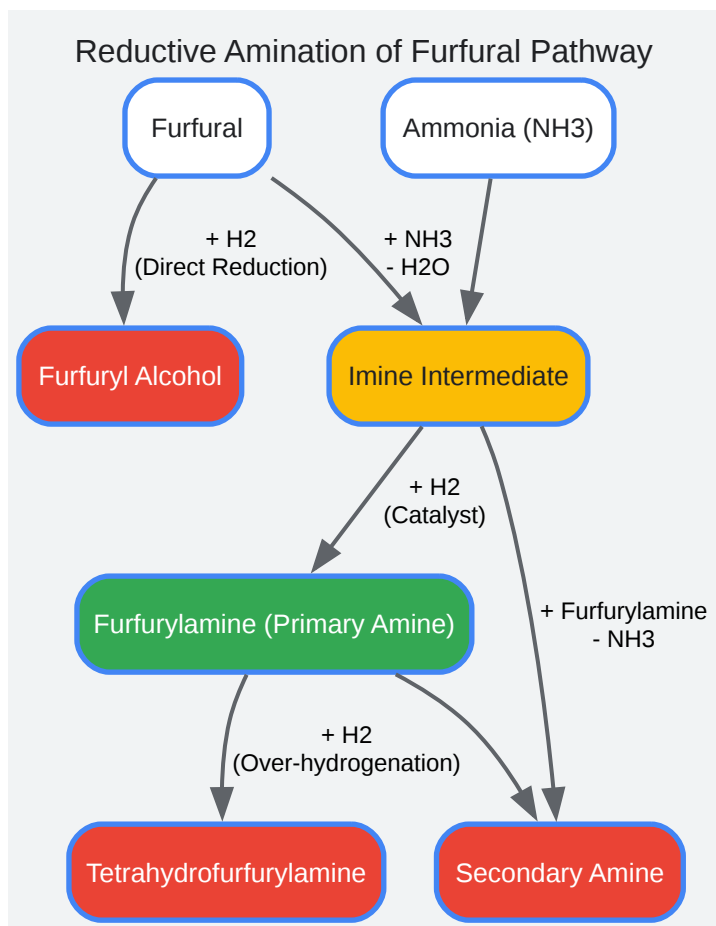 Reductive Amination of Furfural Pathway
Furfural
Ammonia (NH3)
+ H2
(Direct Reduction)
+ NH3
- H2O
Furfuryl Alcohol
Imine Intermediate
+ H2
(Catalyst)
Furfurylamine (Primary Amine)
+ Furfurylamine
- NH3
+ H2
(Over-hydrogenation)
Tetrahydrofurfurylamine
Secondary Amine